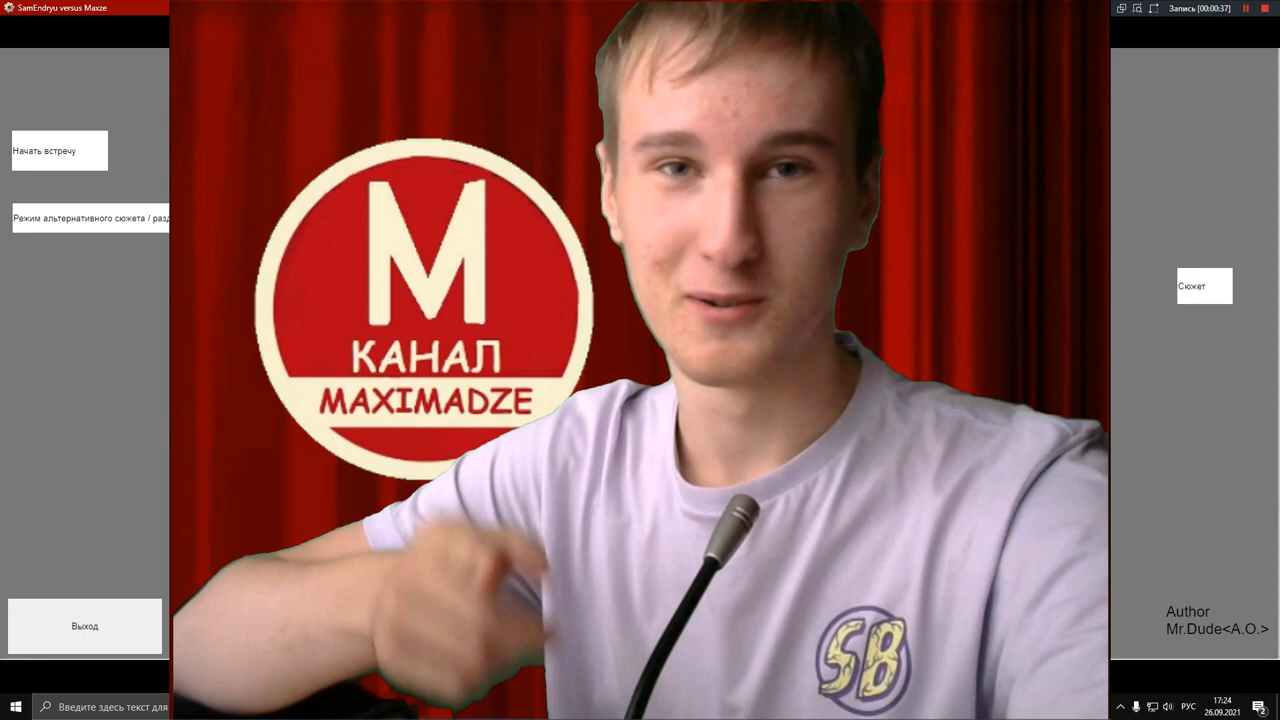 SamEndryu versus Maxze
Запись [00:00:37]
Начать встречу
Режим альтернативного сюжета / разд
Сюжет
М
КАНАЛ
MAXIMADZE
SB
Выход
Author
Mr.Dude<A.O.>
Введите здесь текст для
РУС
17:24
26.09.2021
2